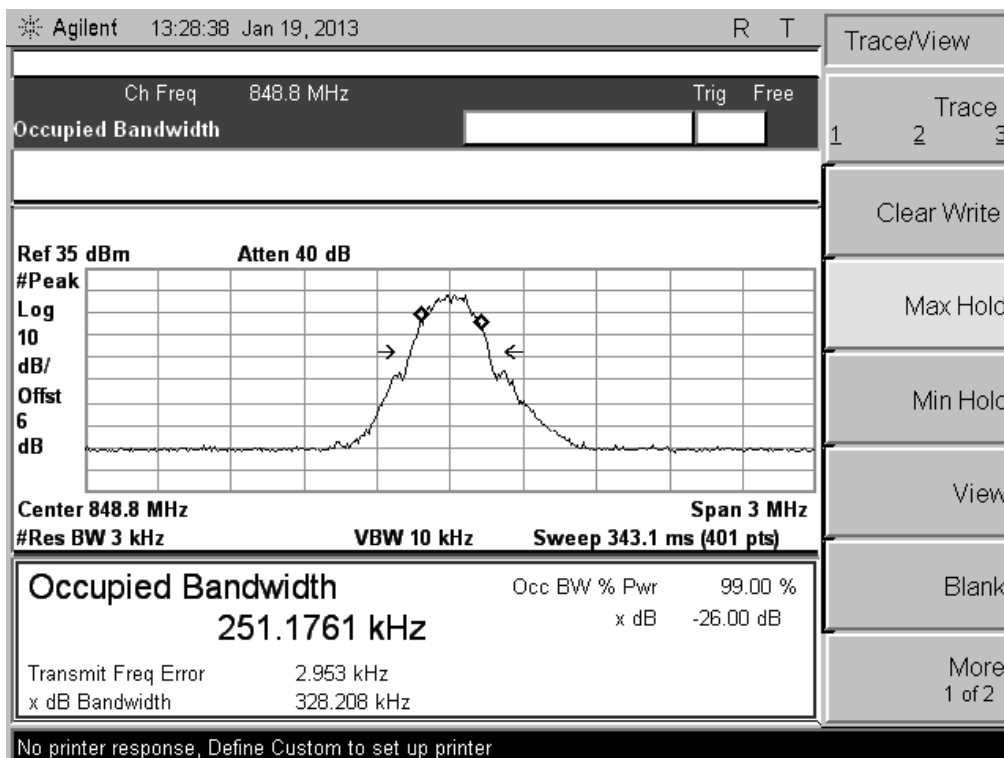 Agilent 13:28:38 Jan 19, 2013 R T
Ch Freq 848.8 MHz Trig Free
Occupied Bandwidth
Ref 35 dBm Atten 40 dB
#Peak
Log
10
dB/
Offst
6
dB
Center 848.8 MHz Span 3 MHz
#Res BW 3 kHz VBW 10 kHz Sweep 343.1 ms (401 pts)
Occupied Bandwidth Occ BW % Pwr 99.00 %
251.1761 kHz x dB -26.00 dB
Transmit Freq Error 2.953 kHz
x dB Bandwidth 328.208 kHz
No printer response, Define Custom to set up printer
Trace/View
Trace
1 2 3
Clear Write
Max Hold
Min Hold
View
Blank
More
1 of 2